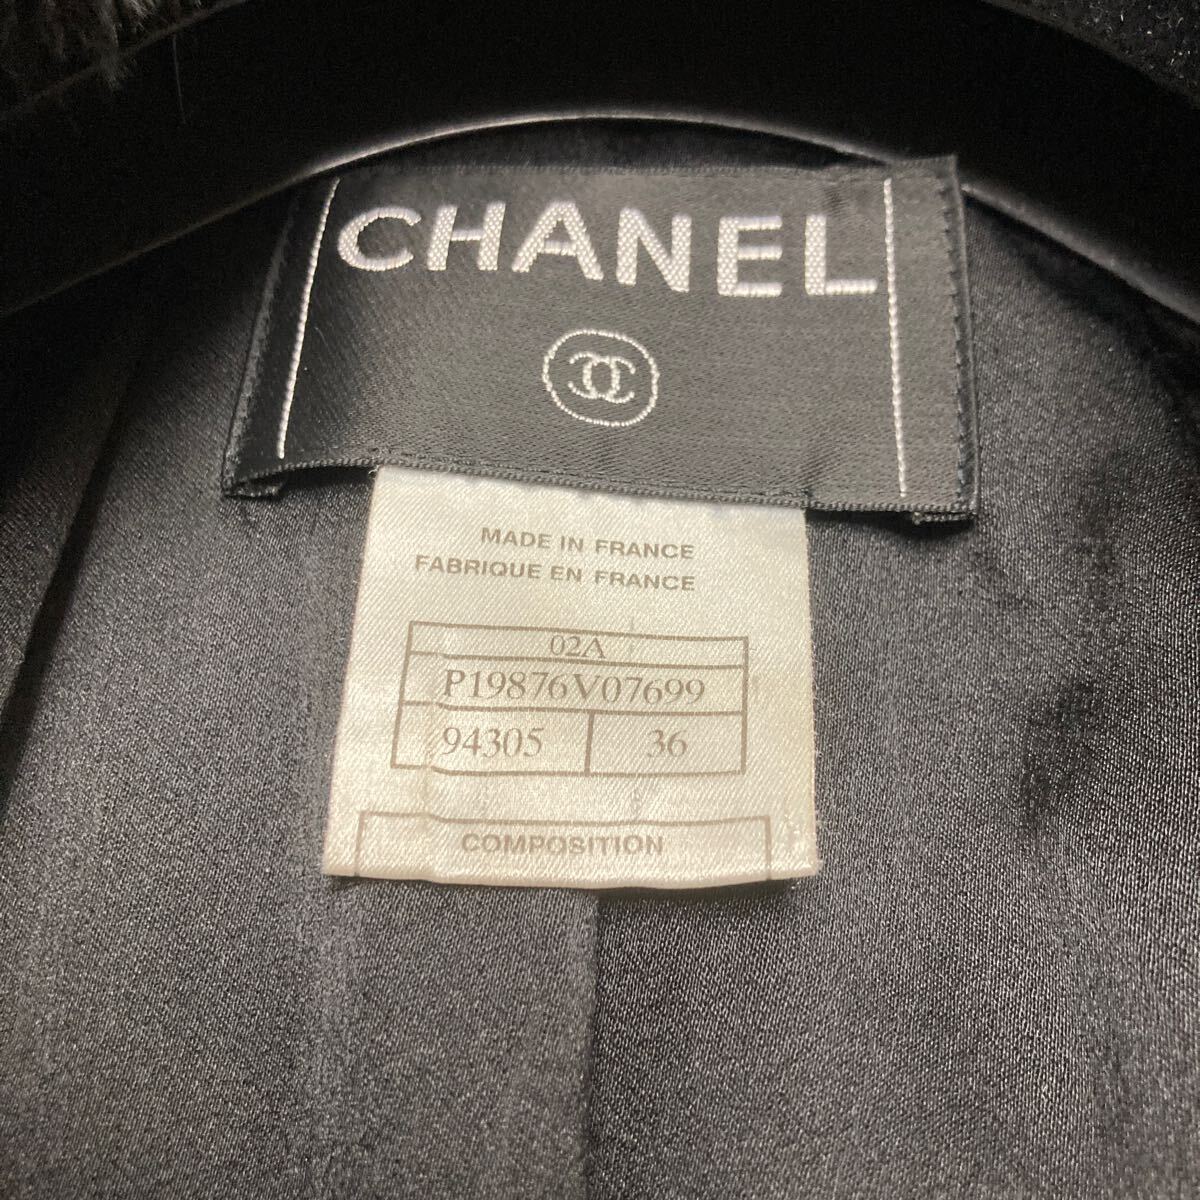 CHANEL
MADE IN FRANCE
FABRIQUE EN FRANCE
02A
P19876V07699
94305 36
COMPOSITION